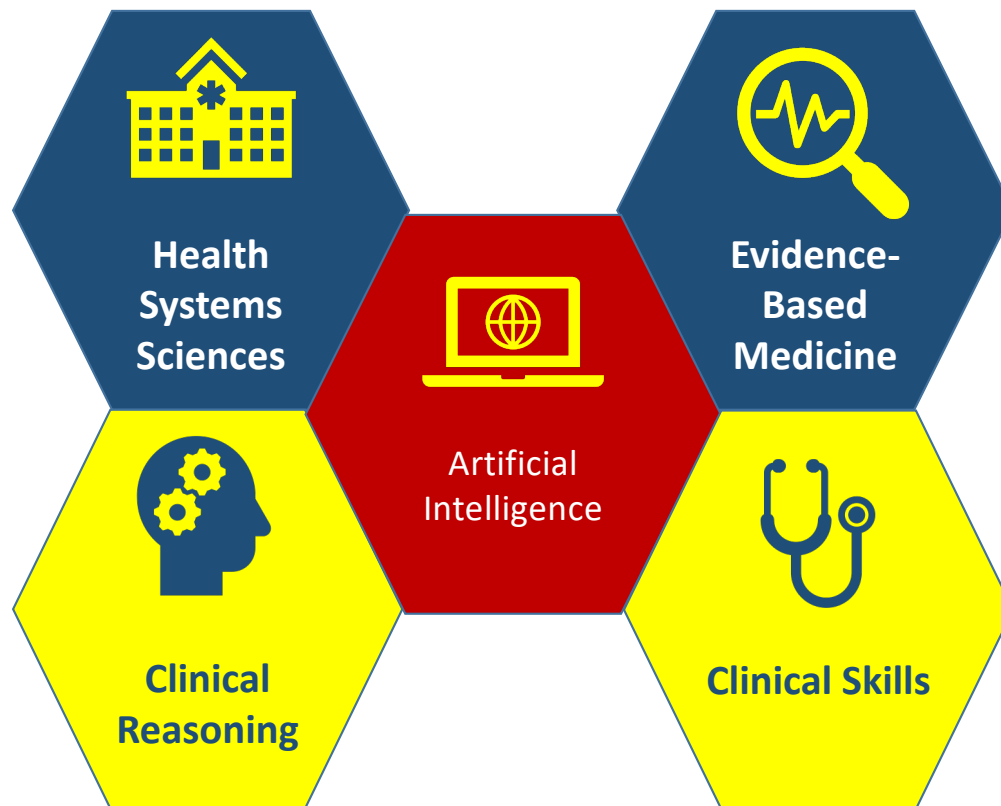 Health
Systems
Sciences
Evidence-
Based
Medicine
Artificial
Intelligence
Clinical
Reasoning
Clinical Skills